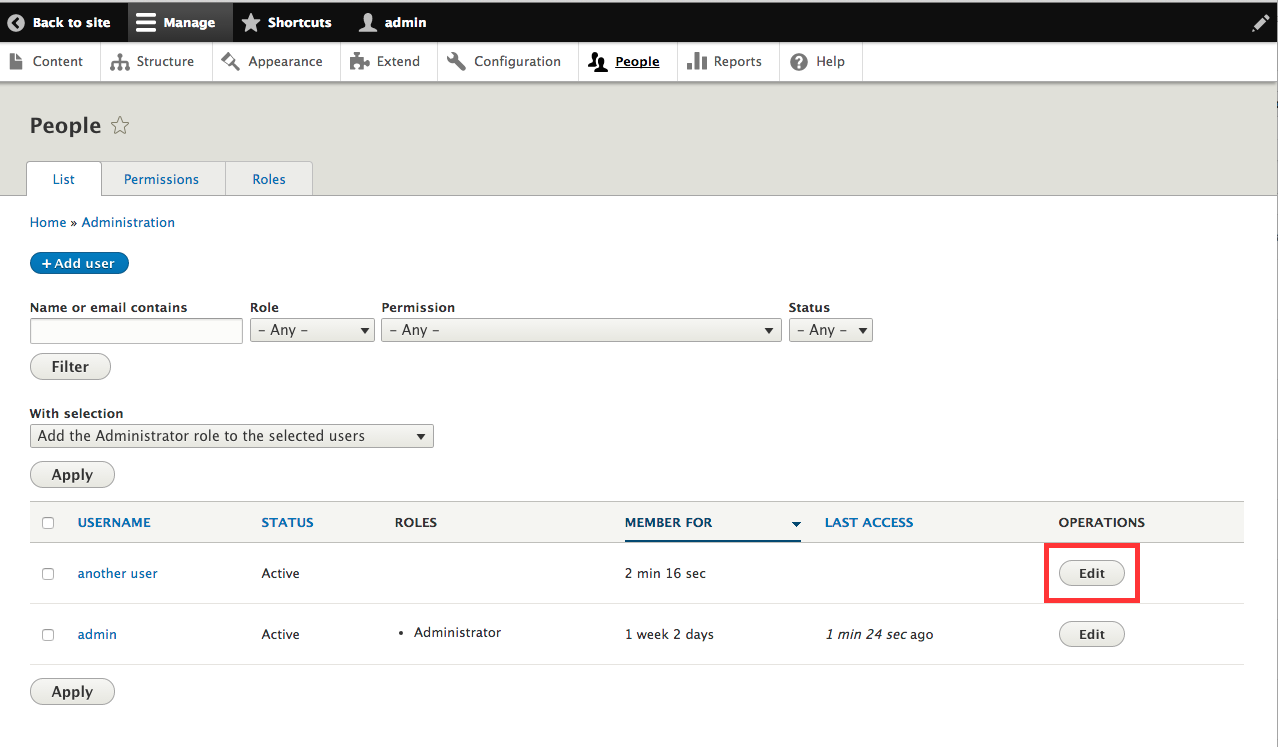 Back to site Manage Shortcuts admin
Content Structure Appearance Extend Configuration People Reports Help
People
List Permissions Roles
Home » Administration
+ Add user
Name or email contains Role Permission Status
– Any – – Any – – Any –
Filter
With selection
Add the Administrator role to the selected users
Apply
USERNAME STATUS ROLES MEMBER FOR LAST ACCESS OPERATIONS
another user Active 2 min 16 sec Edit
admin Active • Administrator 1 week 2 days 1 min 24 sec ago Edit
Apply